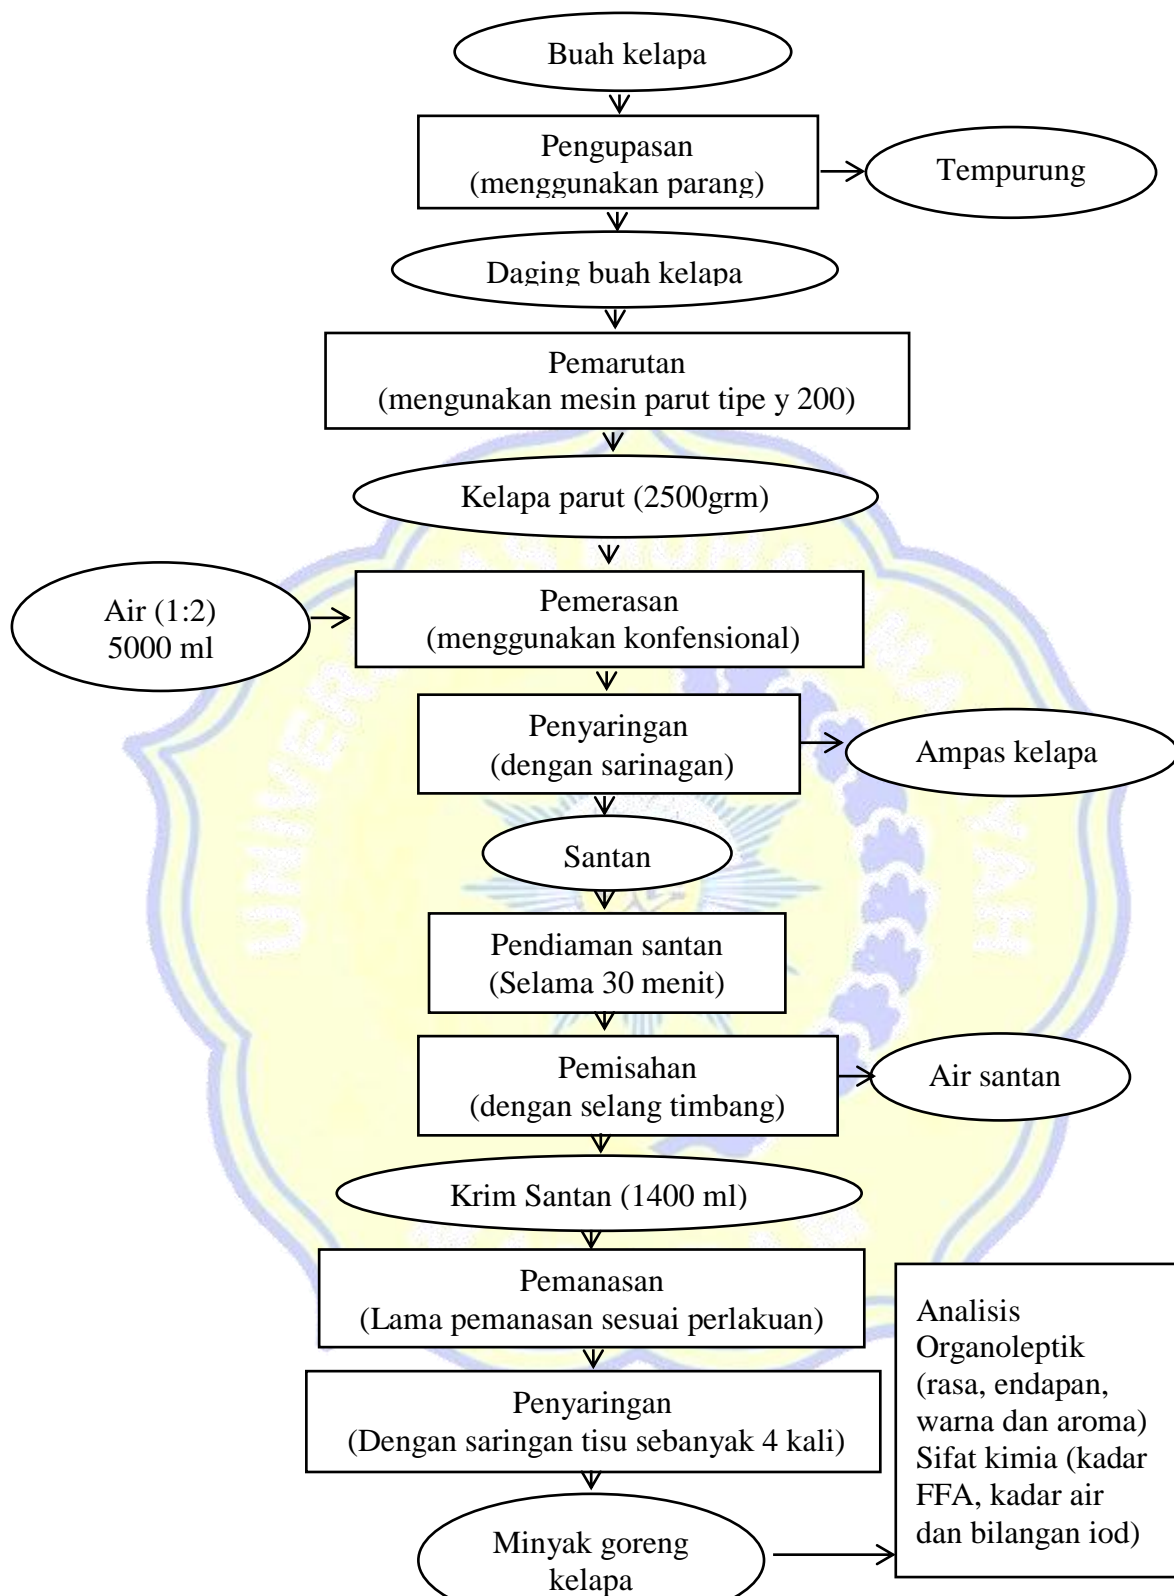 Buah kelapa
Pengupasan
(menggunakan parang)
Tempurung
Daging buah kelapa
Pemarutan
(mengunakan mesin parut tipe y 200)
Kelapa parut (2500grm)
Air (1:2)
5000 ml
Pemerasan
(menggunakan konfensional)
Penyaringan
(dengan sarinagan)
Ampas kelapa
Santan
Pendiaman santan
(Selama 30 menit)
Pemisahan
(dengan selang timbang)
Air santan
Krim Santan (1400 ml)
Pemanasan
(Lama pemanasan sesuai perlakuan)
Penyaringan
(Dengan saringan tisu sebanyak 4 kali)
Minyak goreng
kelapa
Analisis
Organoleptik
(rasa, endapan,
warna dan aroma)
Sifat kimia (kadar
FFA, kadar air
dan bilangan iod)